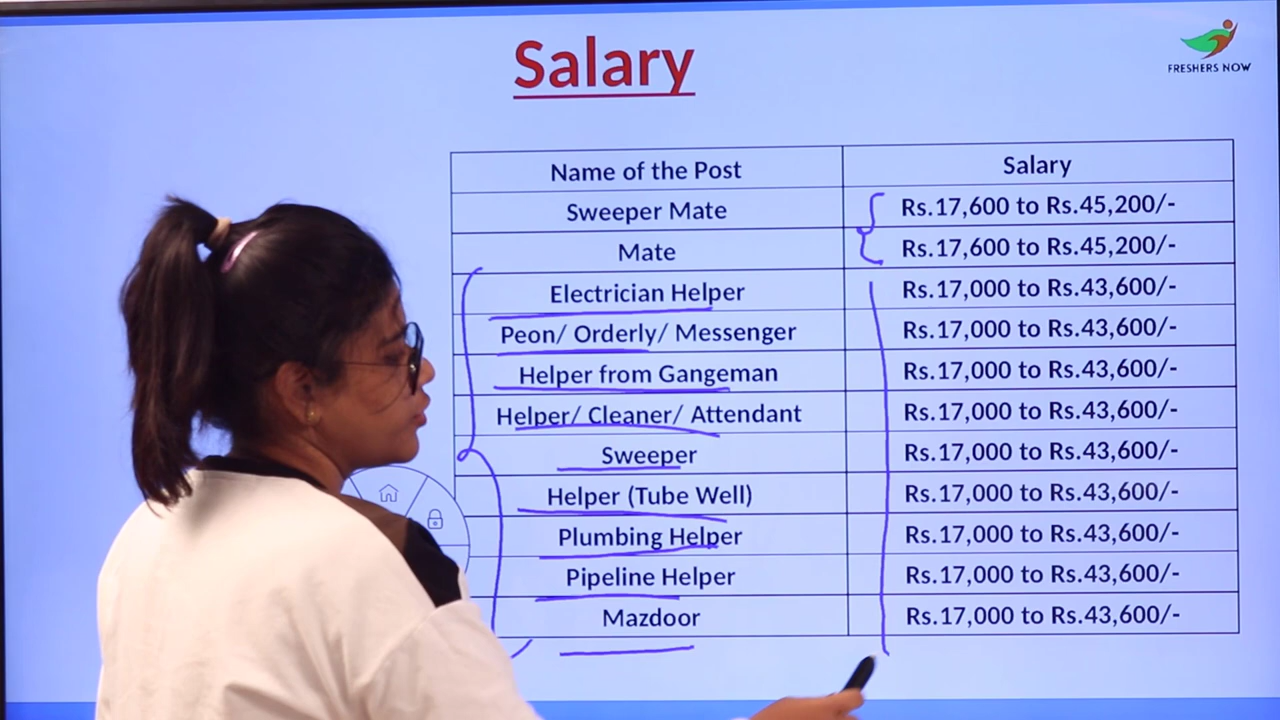 Salary
FRESHERS NOW
Name of the Post Salary
Sweeper Mate Rs.17,600 to Rs.45,200/-
Mate Rs.17,600 to Rs.45,200/-
Electrician Helper Rs.17,000 to Rs.43,600/-
Peon/ Orderly/ Messenger Rs.17,000 to Rs.43,600/-
Helper from Gangeman Rs.17,000 to Rs.43,600/-
Helper/ Cleaner/ Attendant Rs.17,000 to Rs.43,600/-
Sweeper Rs.17,000 to Rs.43,600/-
Helper (Tube Well) Rs.17,000 to Rs.43,600/-
Plumbing Helper Rs.17,000 to Rs.43,600/-
Pipeline Helper Rs.17,000 to Rs.43,600/-
Mazdoor Rs.17,000 to Rs.43,600/-